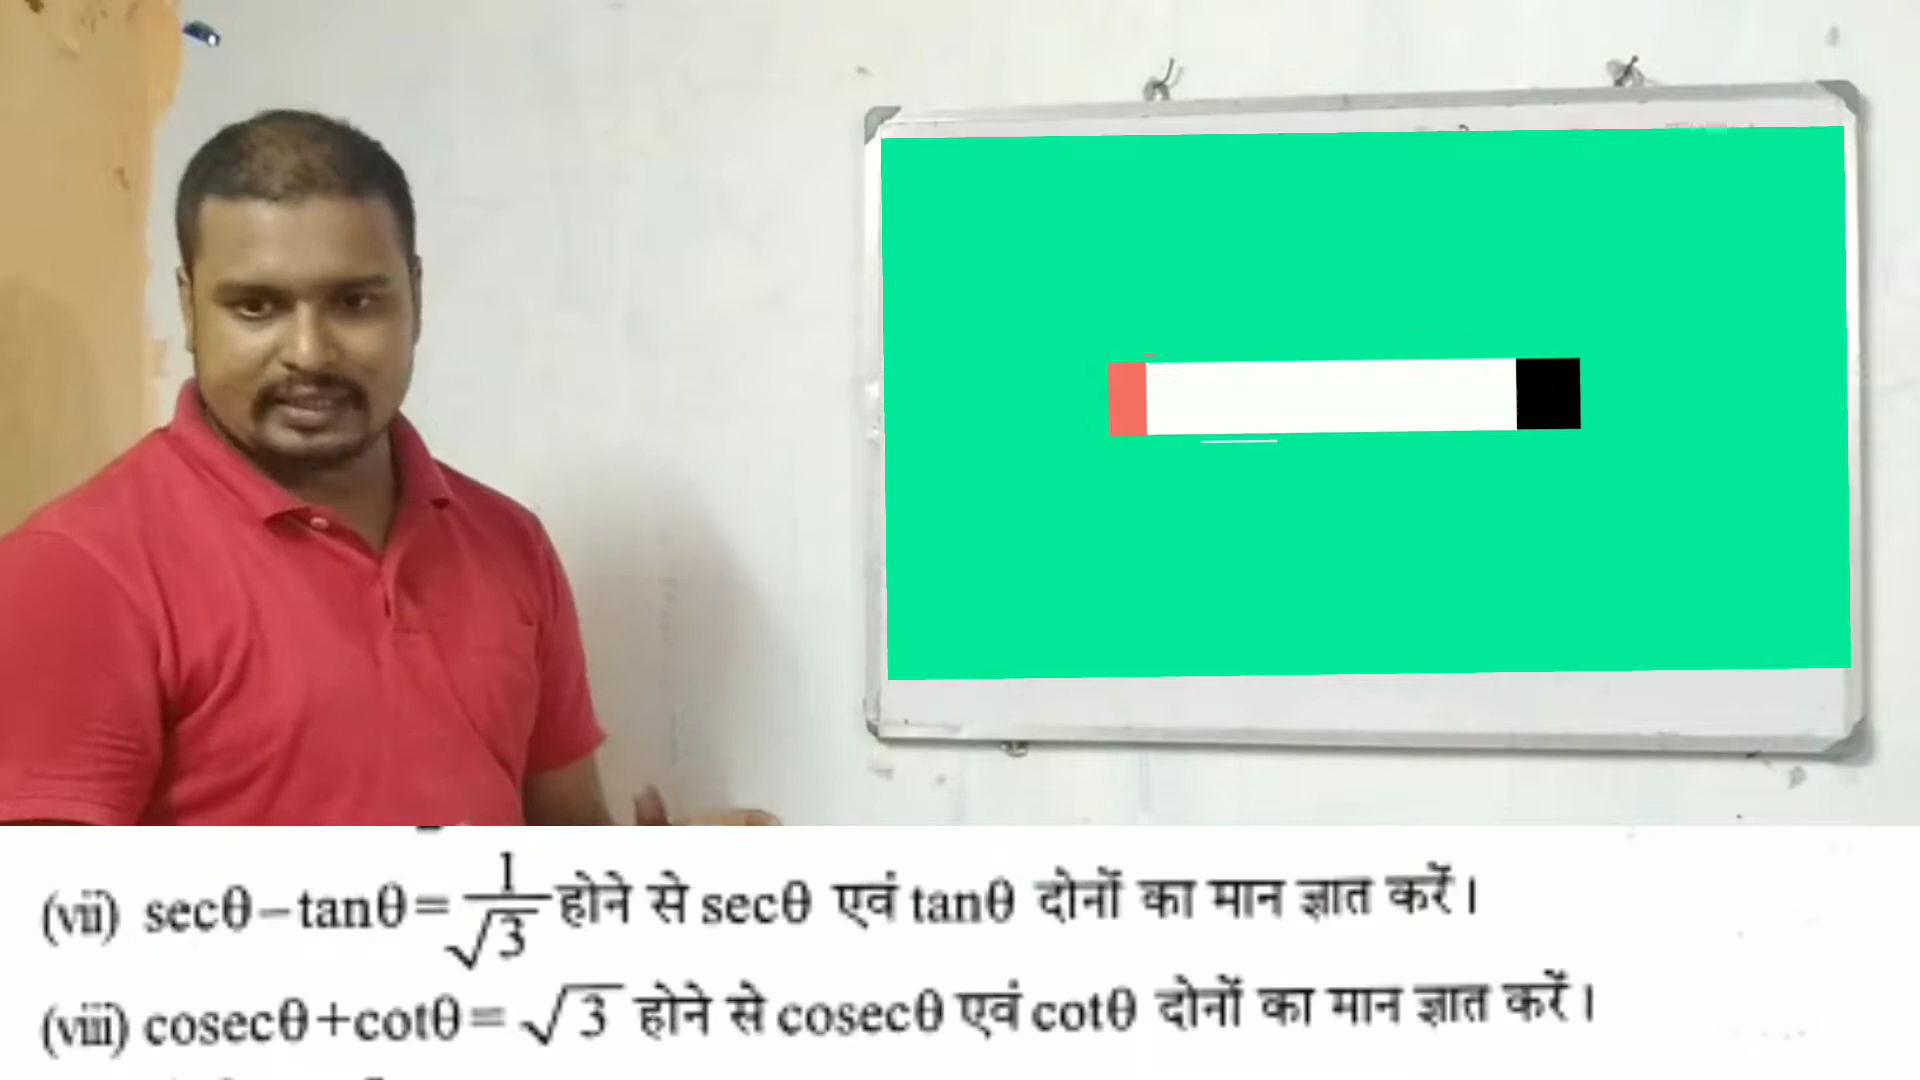 (vii) secθ−tanθ=1/√3 होने से secθ एवं tanθ दोनों का मान ज्ञात करें।
(viii) cosecθ+cotθ= √3 होने से cosecθ एवं cotθ दोनों का मान ज्ञात करें।